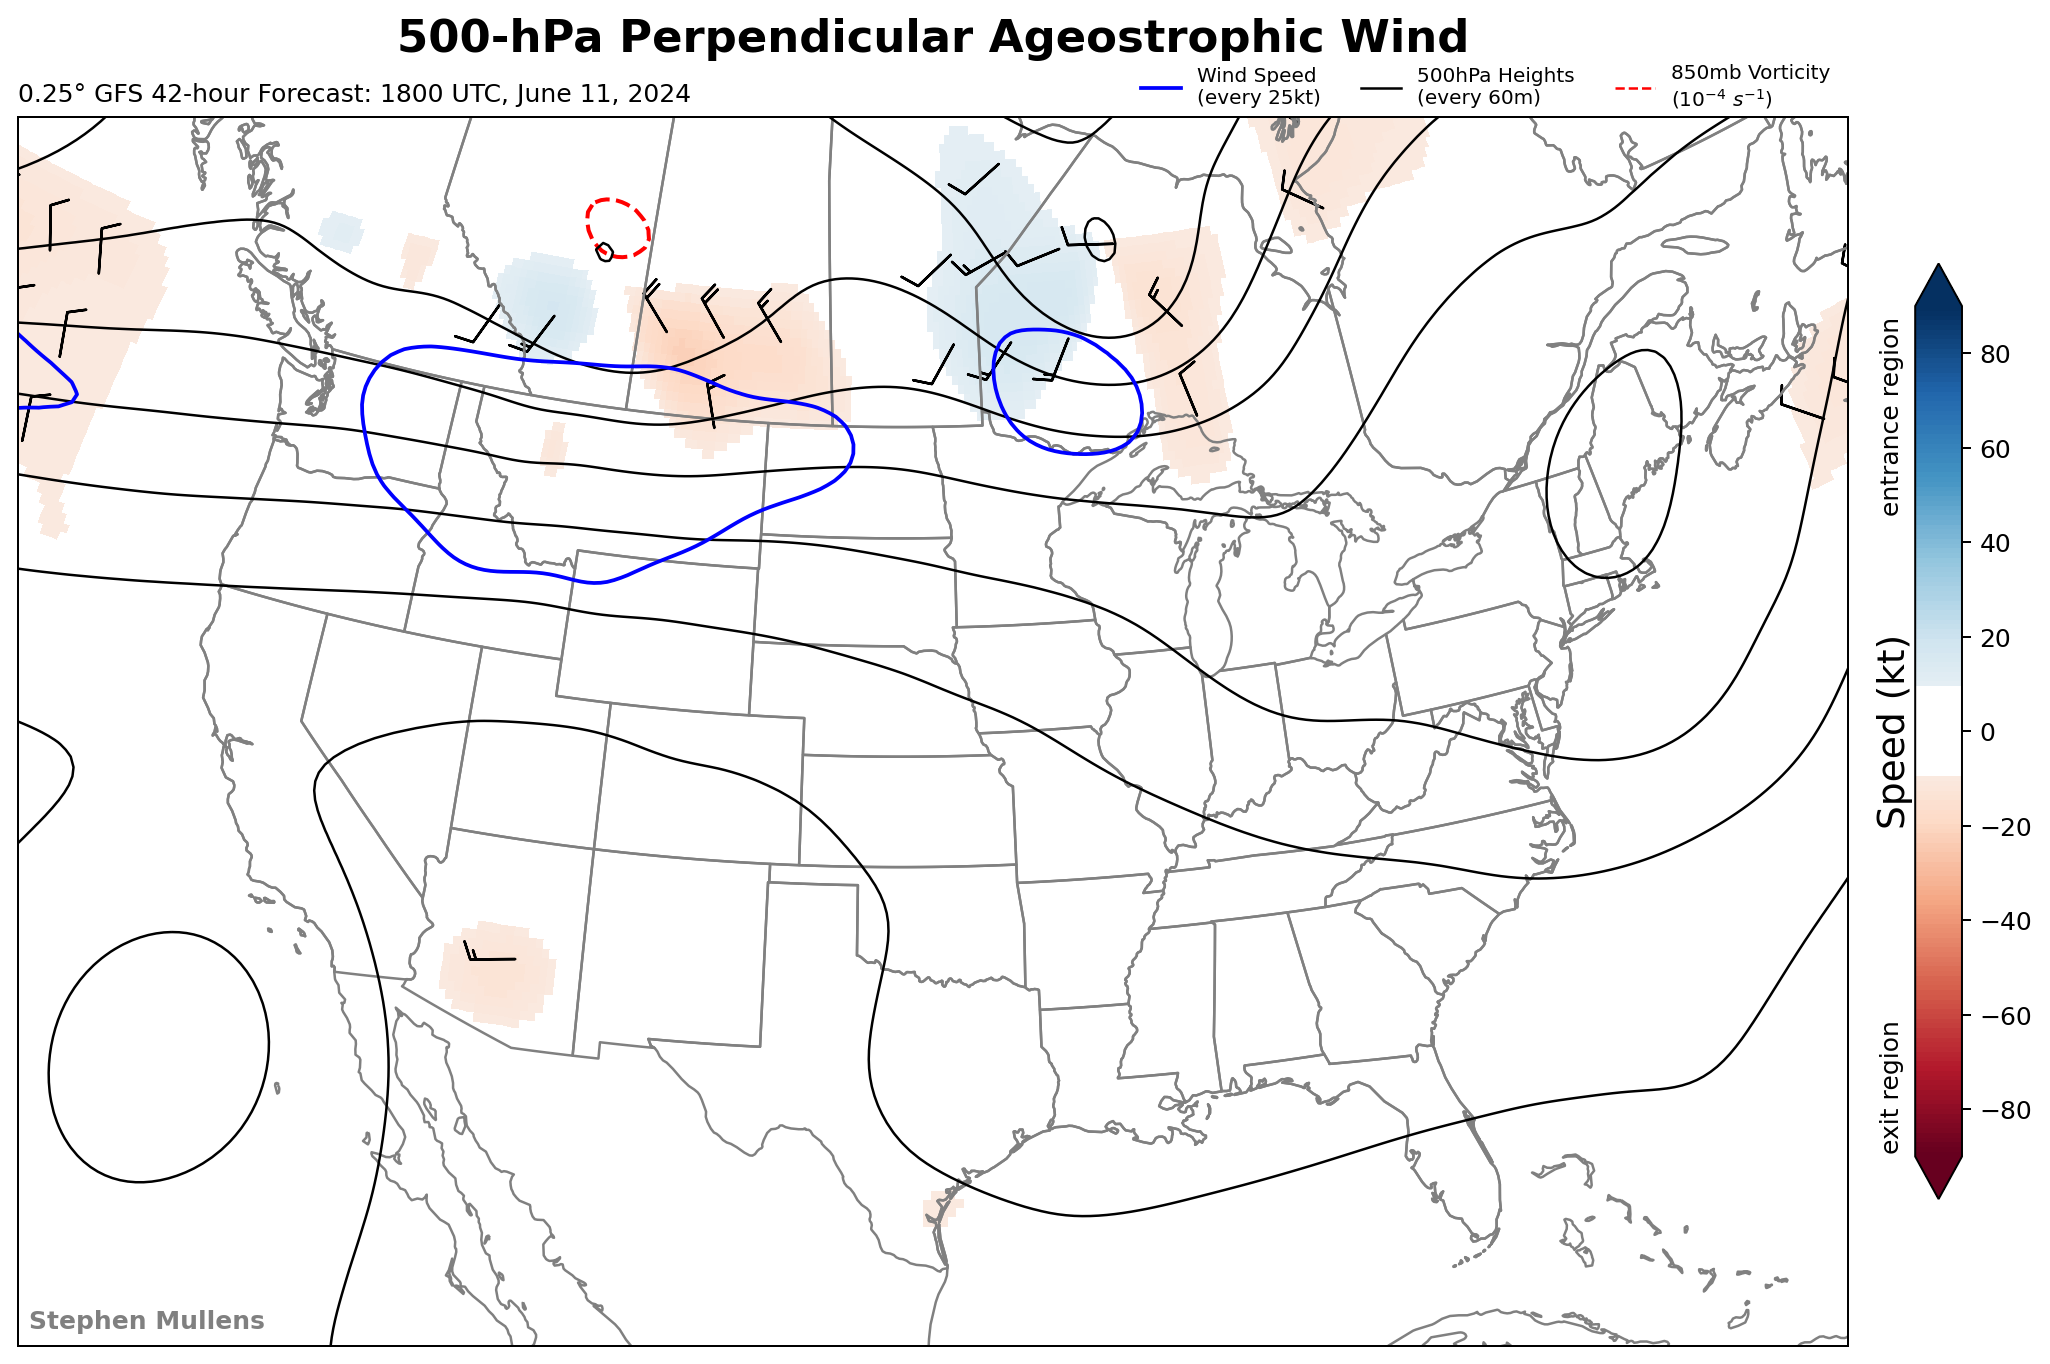 500-hPa Perpendicular Ageostrophic Wind
0.25° GFS 42-hour Forecast: 1800 UTC, June 11, 2024
Wind Speed
(every 25kt)
500hPa Heights
(every 60m)
850mb Vorticity
(10⁻⁴ s⁻¹)
entrance region
Speed (kt)
exit region
80
60
40
20
0
−20
−40
−60
−80
Stephen Mullens